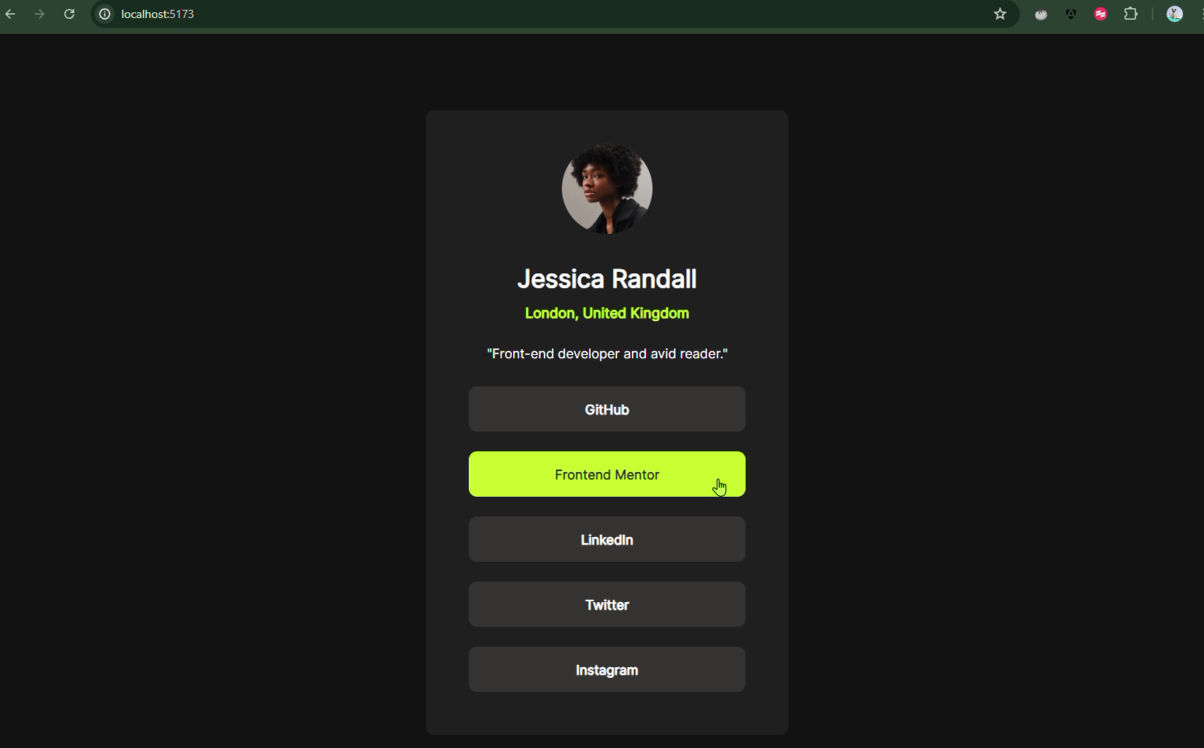 localhost:5173
Jessica Randall
London, United Kingdom
"Front-end developer and avid reader."
GitHub
Frontend Mentor
LinkedIn
Twitter
Instagram